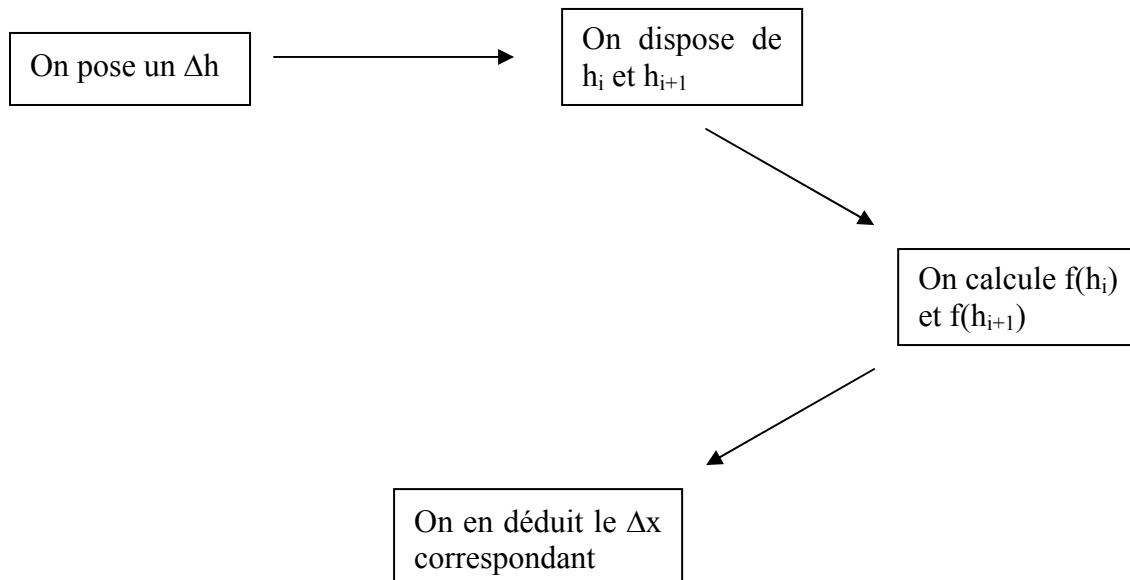 On pose un Δh
On dispose de
hᵢ et hᵢ₊₁
On calcule f(hᵢ)
et f(hᵢ₊₁)
On en déduit le Δx
correspondant